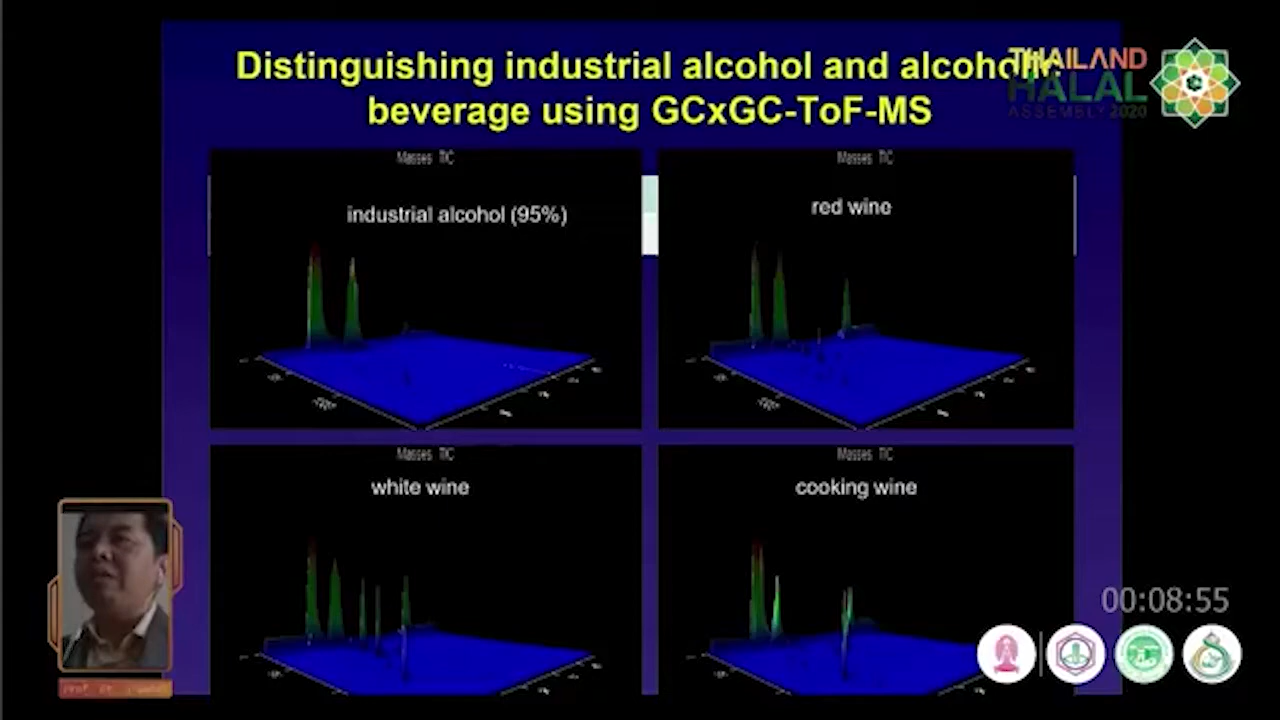 Distinguishing industrial alcohol and alcoholic
beverage using GCxGC-ToF-MS
THAILAND
HALAL
ASSEMBLY 2020
Masses TIC
industrial alcohol (95%)
Masses TIC
red wine
Masses TIC
white wine
Masses TIC
cooking wine
00:08:55